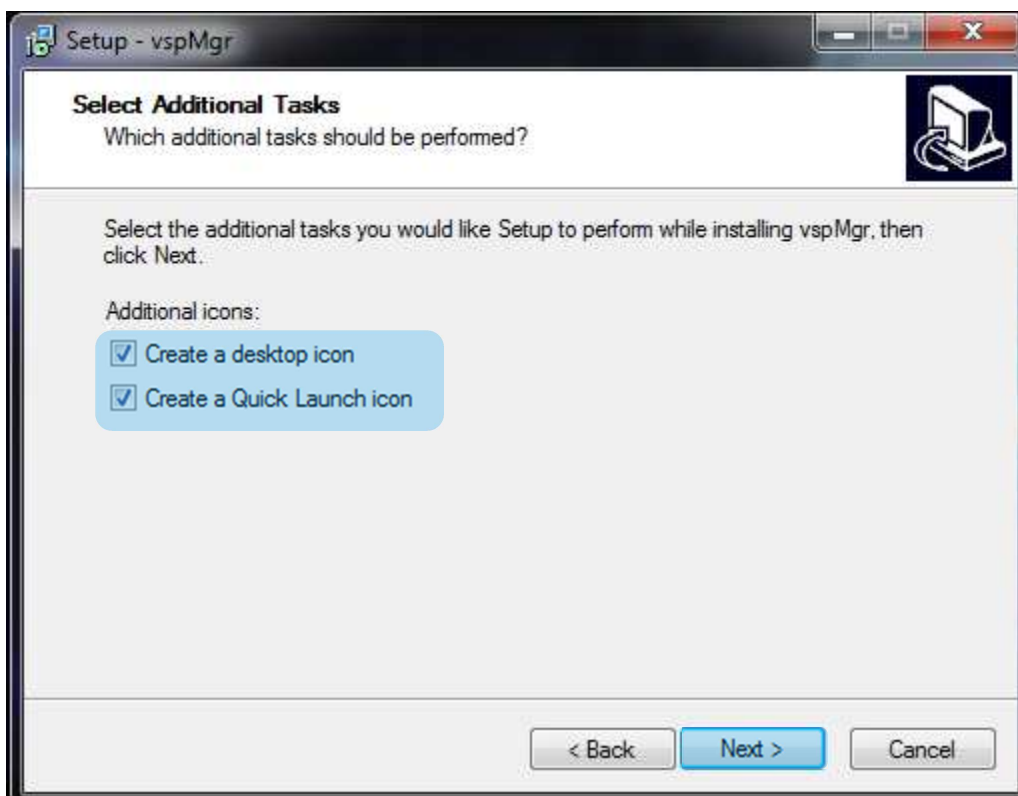 Setup - vspMgr
Select Additional Tasks
Which additional tasks should be performed?
Select the additional tasks you would like Setup to perform while installing vspMgr, then
click Next.
Additional icons:
Create a desktop icon
Create a Quick Launch icon
< Back Next > Cancel